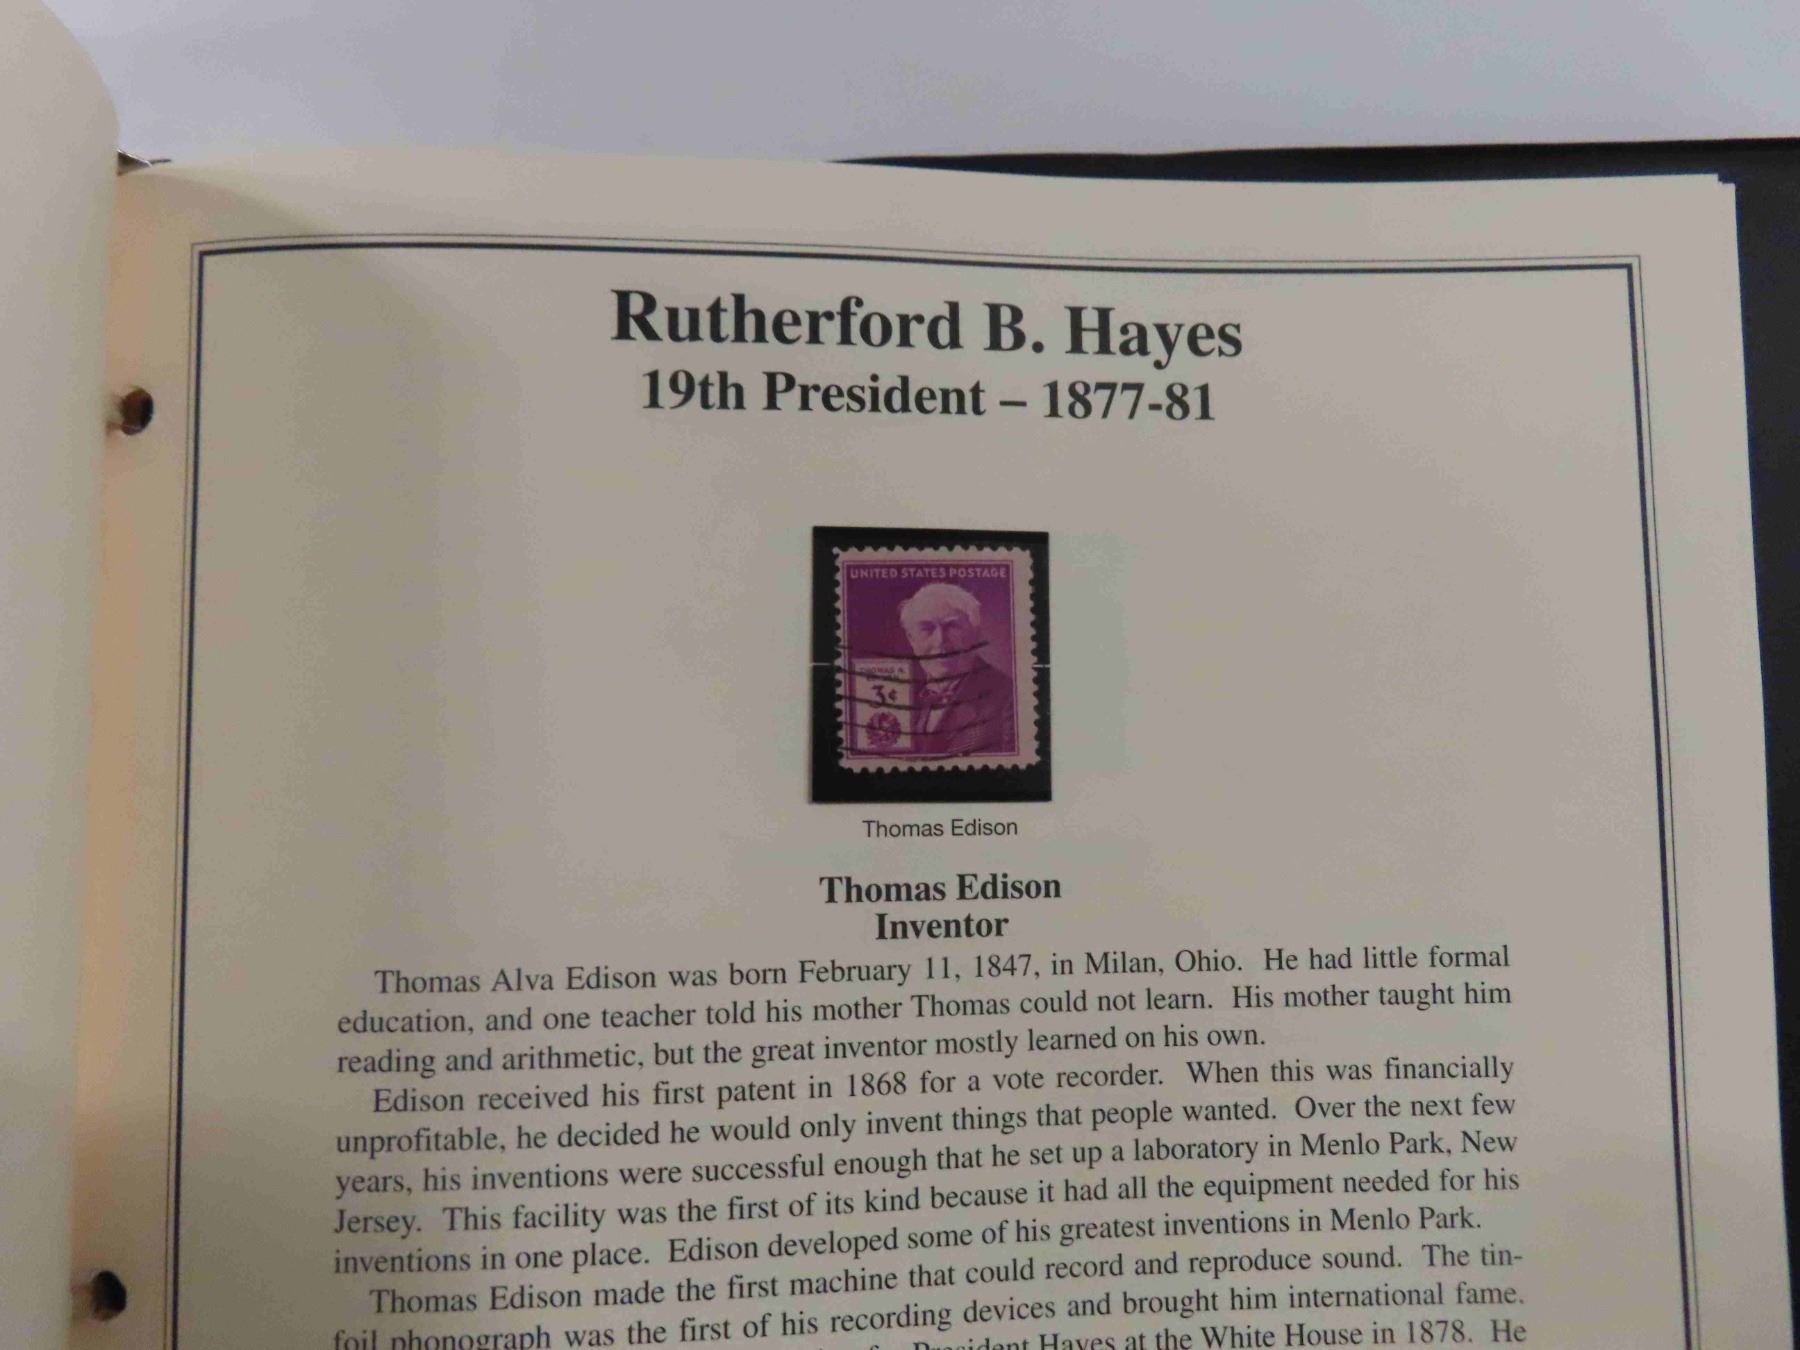 Rutherford B. Hayes
19th President – 1877-81
UNITED STATES POSTAGE
THOMAS A.
3¢
Thomas Edison
Thomas Edison
Inventor
Thomas Alva Edison was born February 11, 1847, in Milan, Ohio. He had little formal
education, and one teacher told his mother Thomas could not learn. His mother taught him
reading and arithmetic, but the great inventor mostly learned on his own.
Edison received his first patent in 1868 for a vote recorder. When this was financially
unprofitable, he decided he would only invent things that people wanted. Over the next few
years, his inventions were successful enough that he set up a laboratory in Menlo Park, New
Jersey. This facility was the first of its kind because it had all the equipment needed for his
inventions in one place. Edison developed some of his greatest inventions in Menlo Park.
Thomas Edison made the first machine that could record and reproduce sound. The tin-
foil phonograph was the first of his recording devices and brought him international fame.
President Hayes at the White House in 1878. He